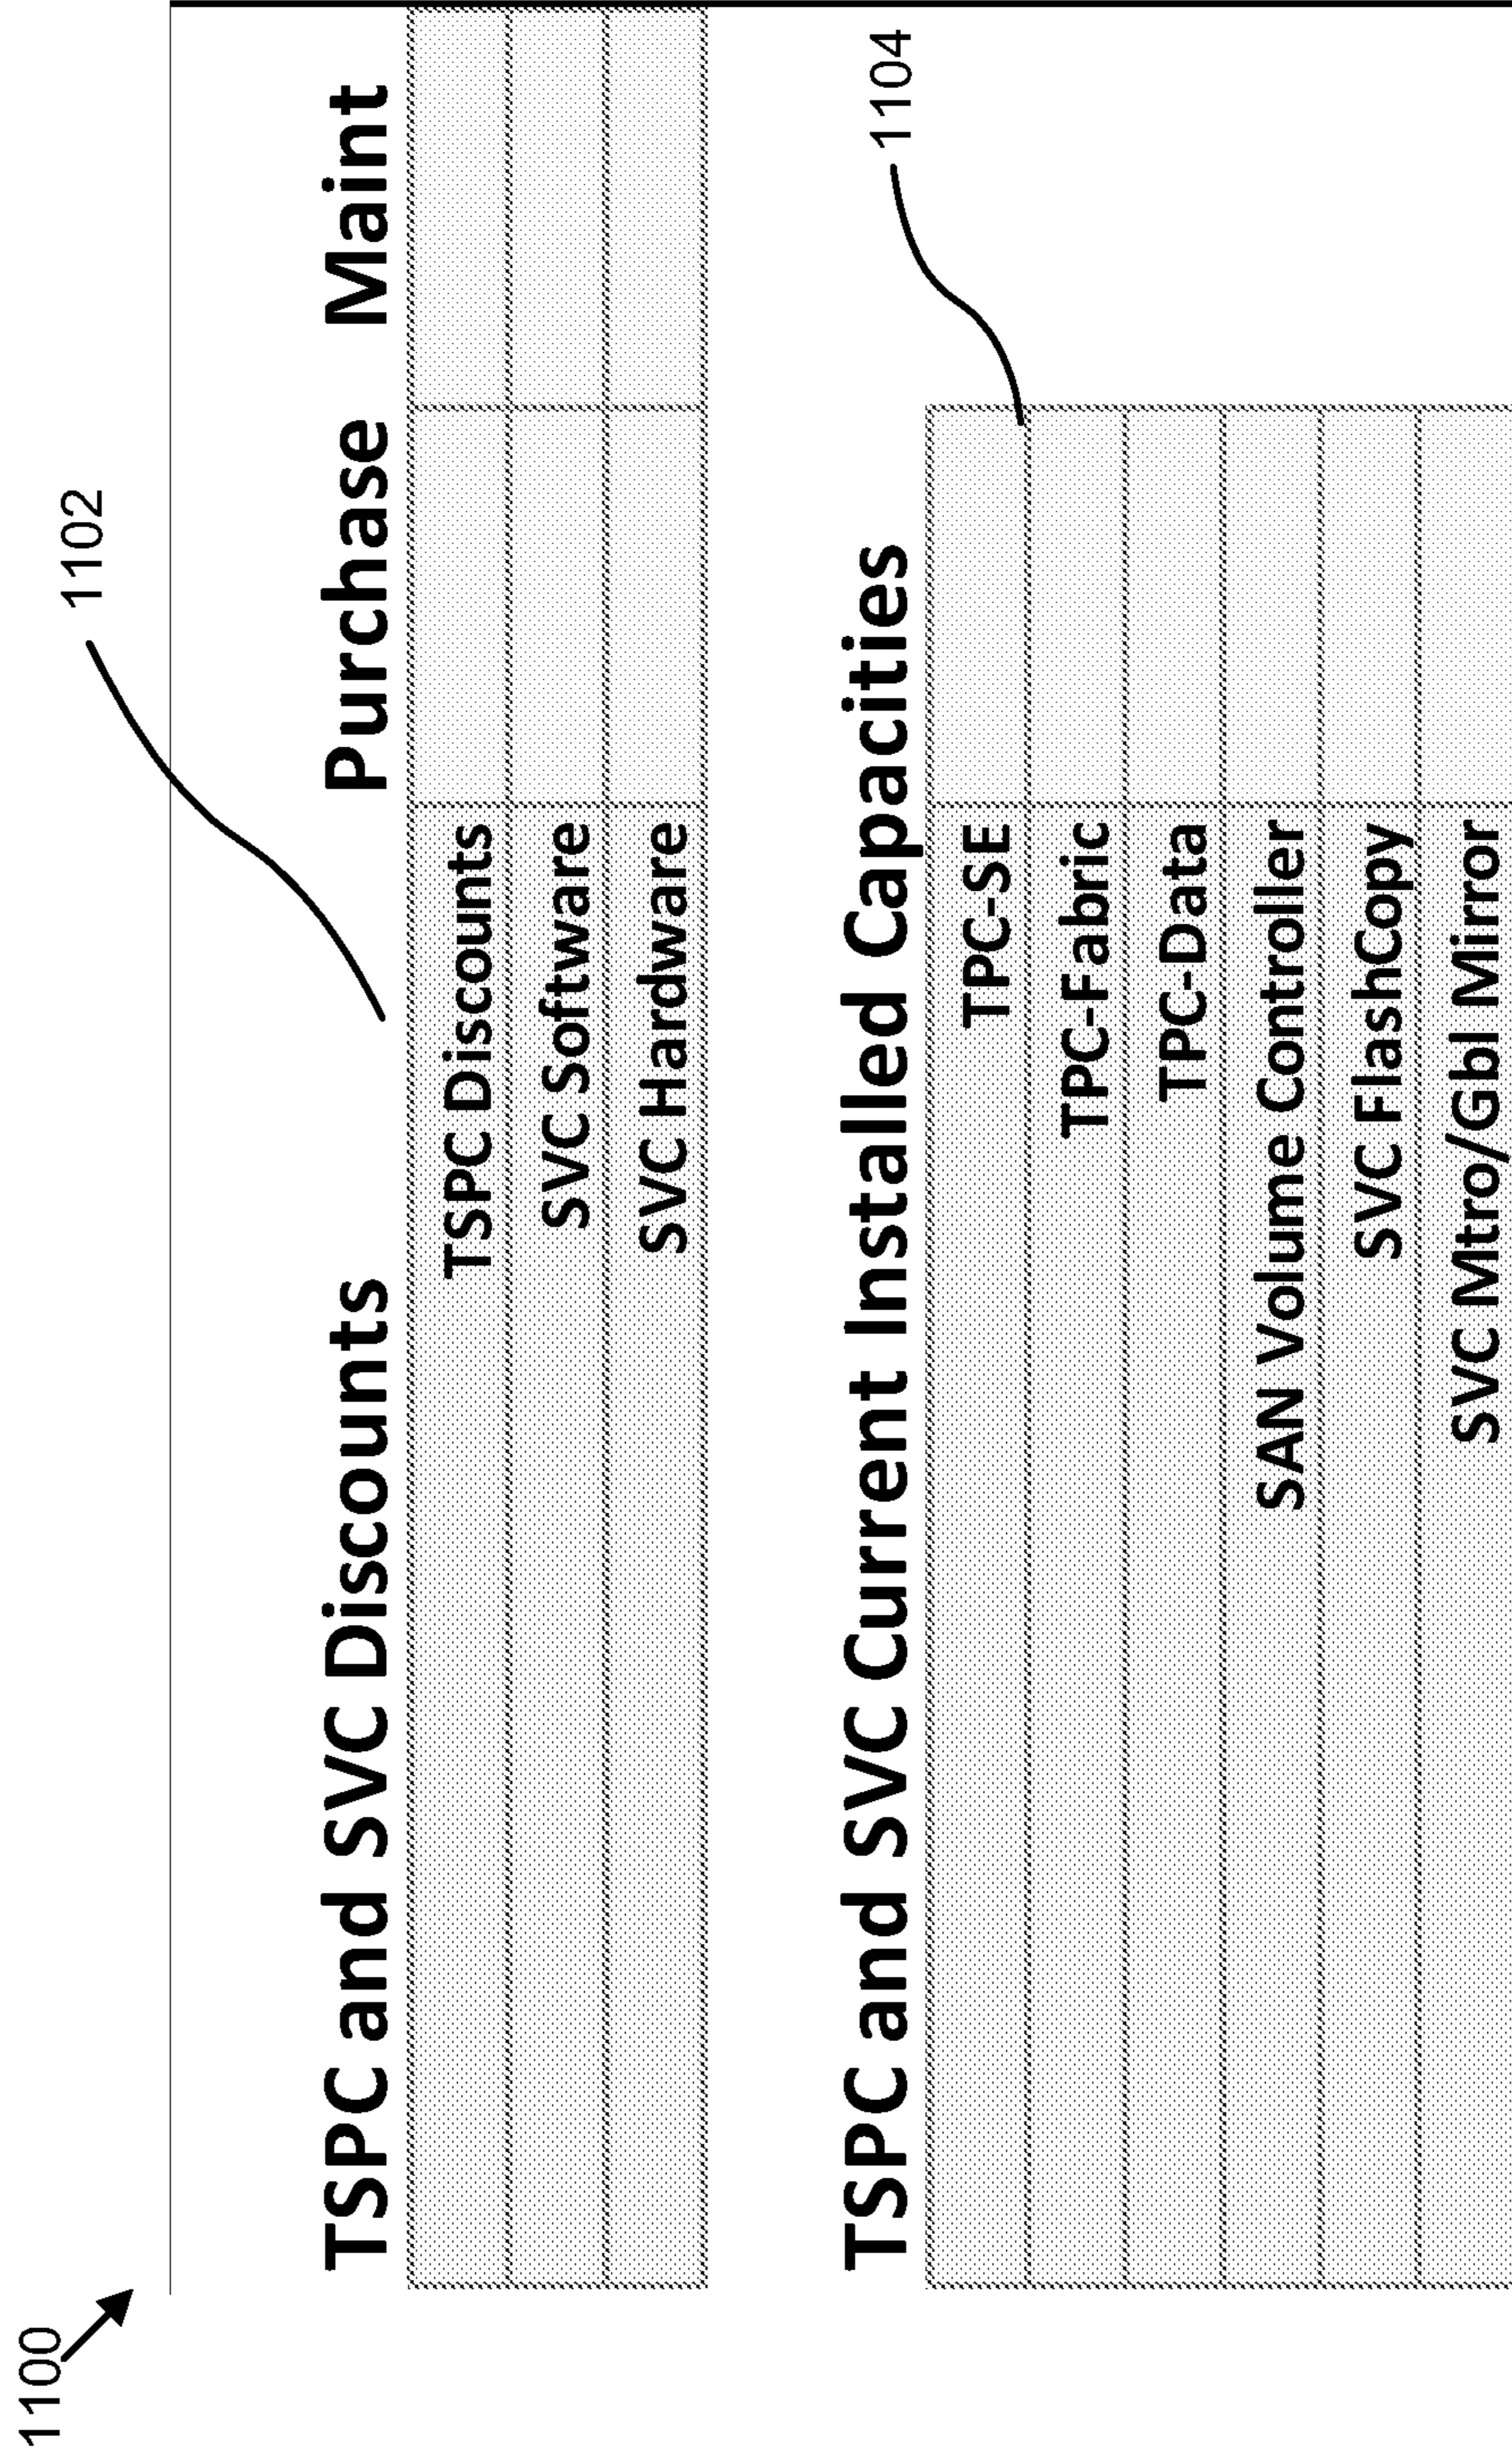 1100
1102
TSPC and SVC Discounts Purchase Maint
TSPC Discounts
SVC Software
SVC Hardware
1104
TSPC and SVC Current Installed Capacities
TPC-SE
TPC-Fabric
TPC-Data
SAN Volume Controller
SVC FlashCopy
SVC Mtro/Gbl Mirror